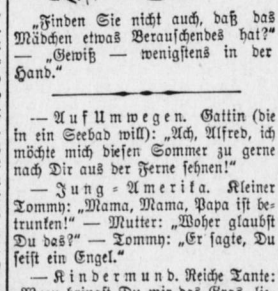 „Finden Sie nicht auch, daß das
Mädchen etwas Berauschendes hat?“
— „Gewiß — wenigstens in der
Hand.“
— Auf Umwegen. Gattin (die
in ein Seebad will): „Ach, Alfred, ich
möchte mich diesen Sommer zu gerne
nach Dir aus der Ferne sehnen!“
— Jung-Amerika. Kleiner
Tommy: „Mama, Mama, Papa ist be-
trunken!“ — Mutter: „Woher glaubst
Du das?“ — Tommy: „Er sagte, Du
seist ein Engel.“
— Kindermund. Reiche Tante: